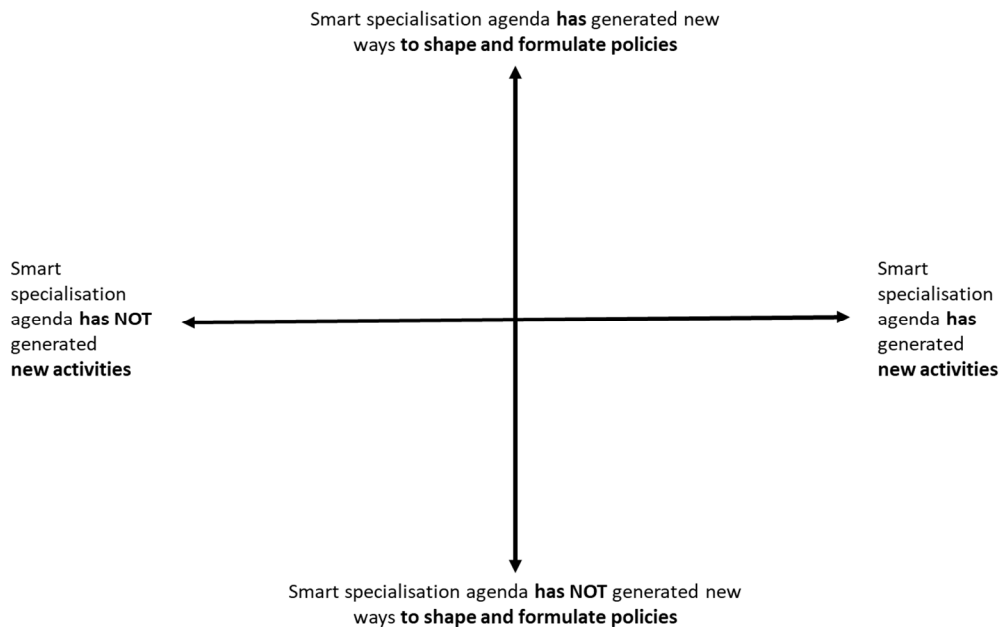 Smart specialisation agenda has generated new
ways to shape and formulate policies
Smart
specialisation
agenda has NOT
generated
new activities
Smart
specialisation
agenda has
generated
new activities
Smart specialisation agenda has NOT generated new
ways to shape and formulate policies